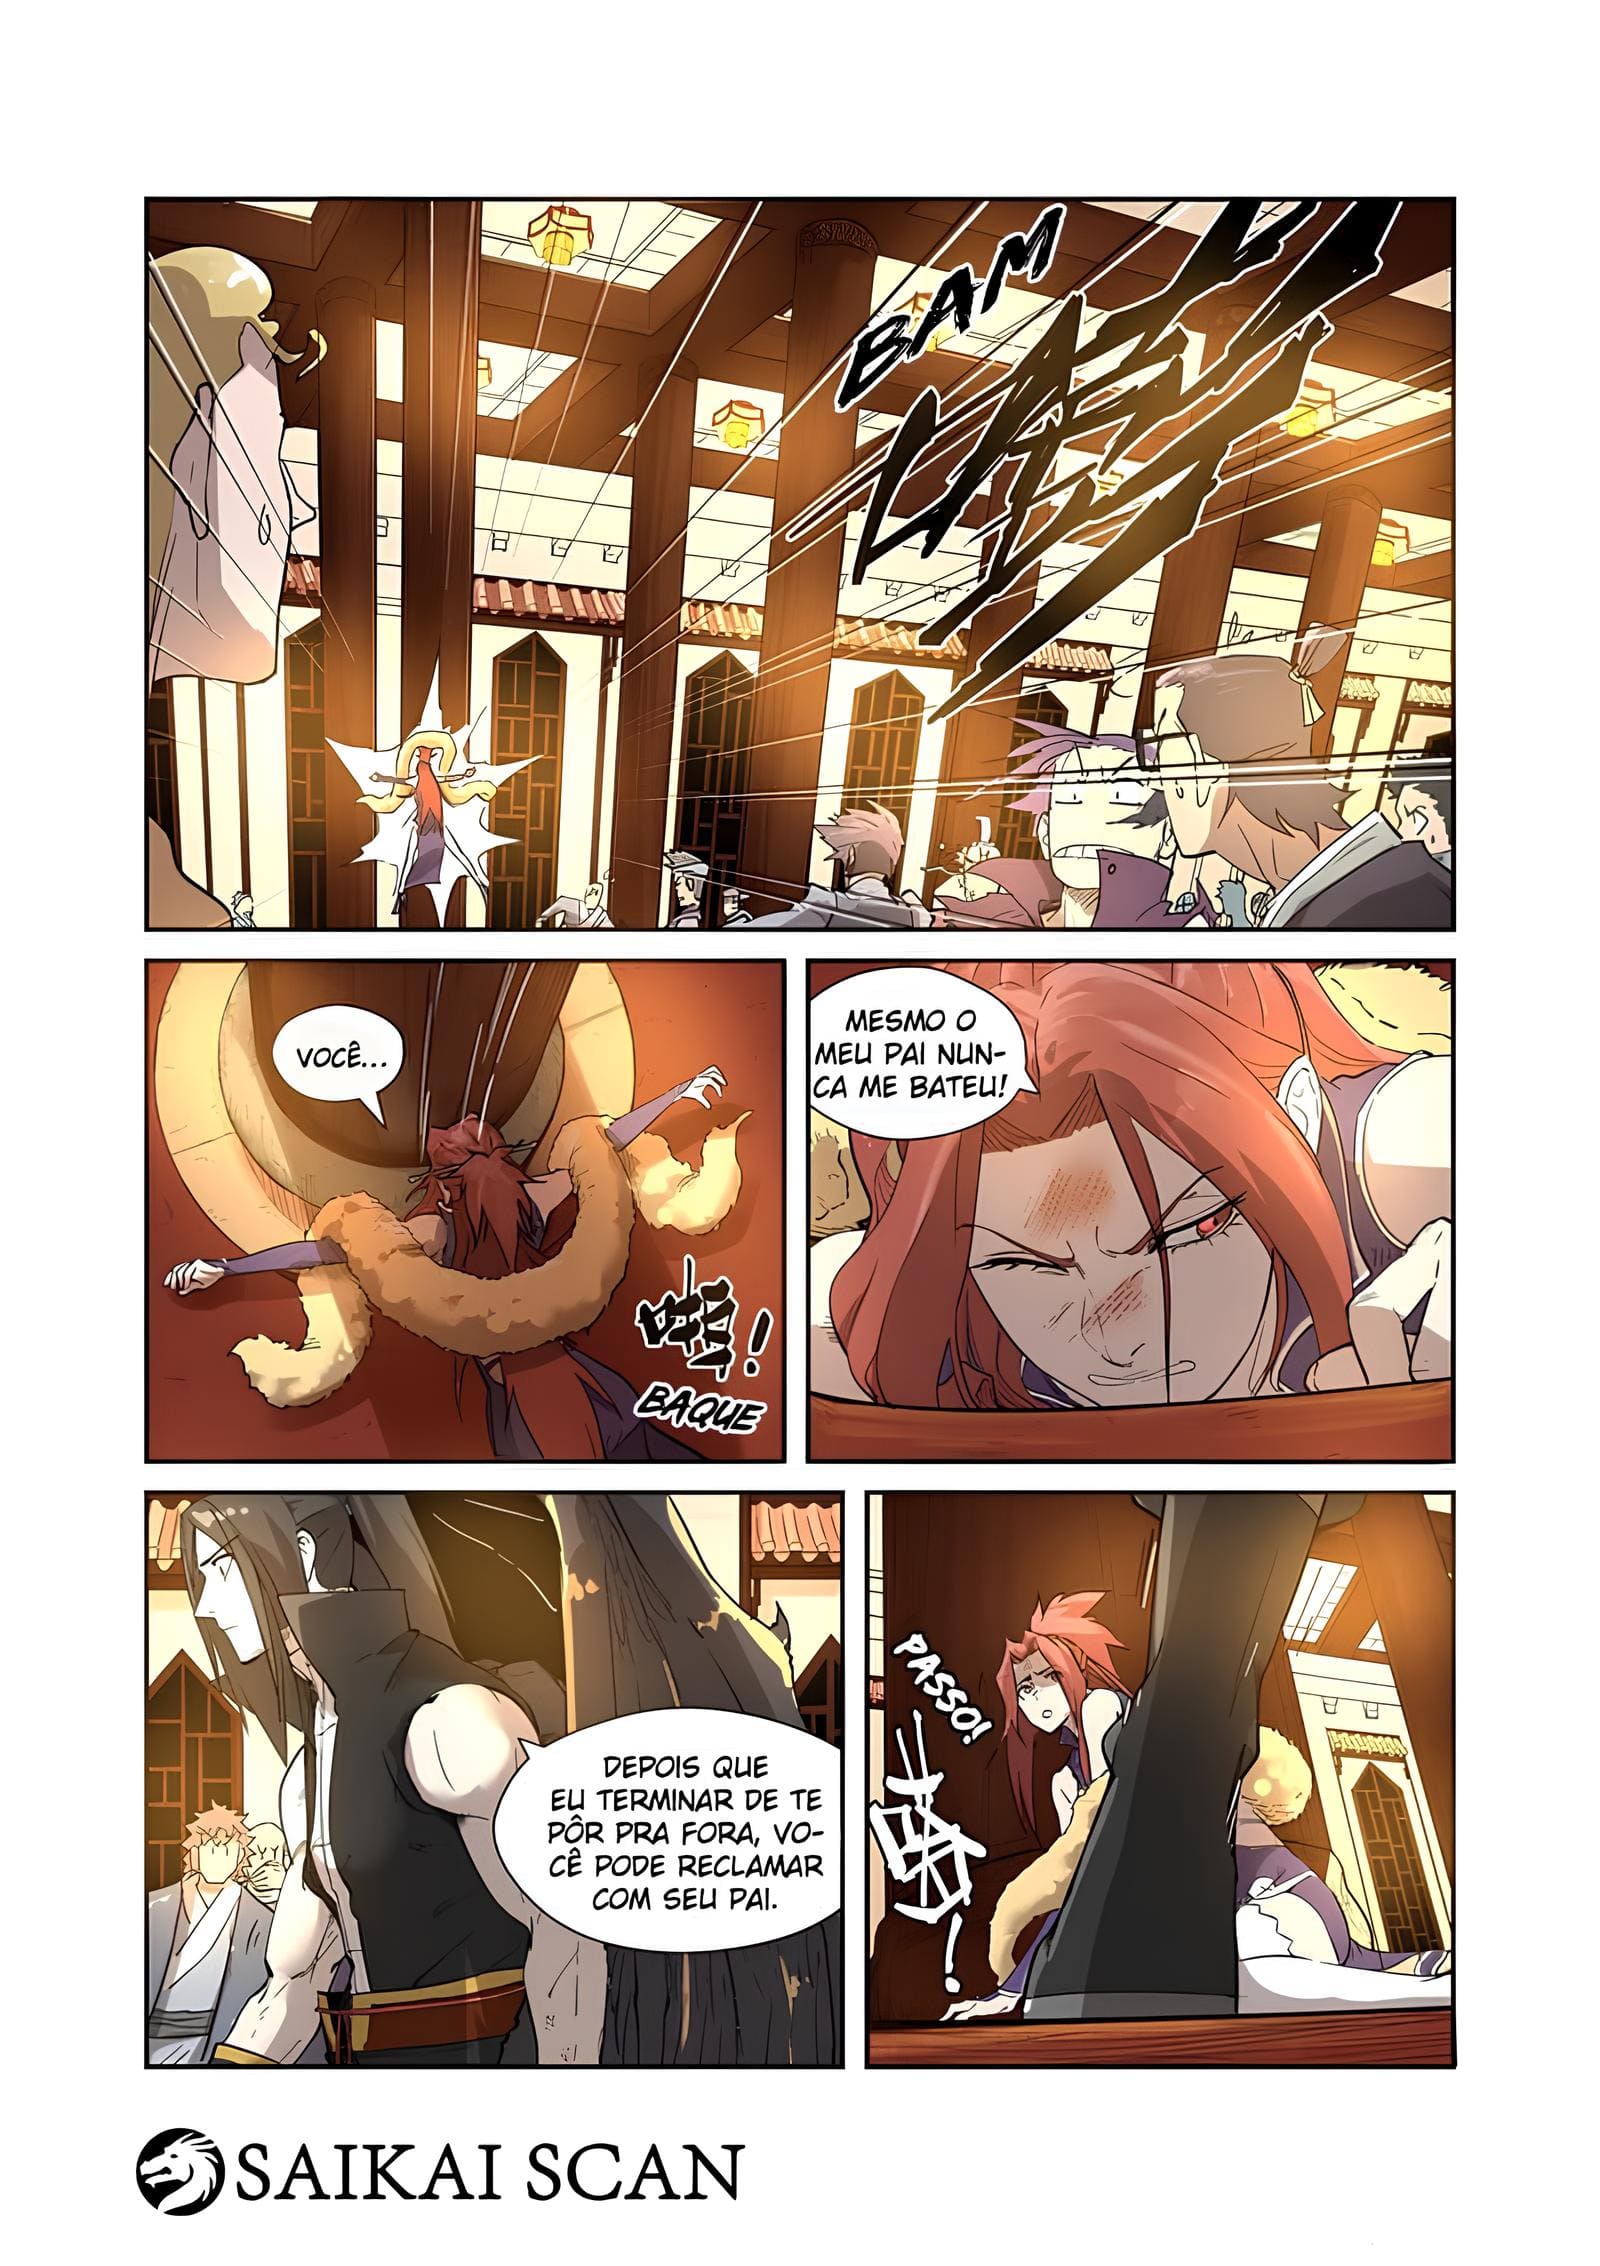 BAM
VOCÊ...
啪!
BAQUE
MESMO O
MEU PAI NUN-
CA ME BATEU!
DEPOIS QUE
EU TERMINAR DE TE
PÔR PRA FORA, VO-
CÊ PODE RECLAMAR
COM SEU PAI.
PASSO!
SAIKAI SCAN